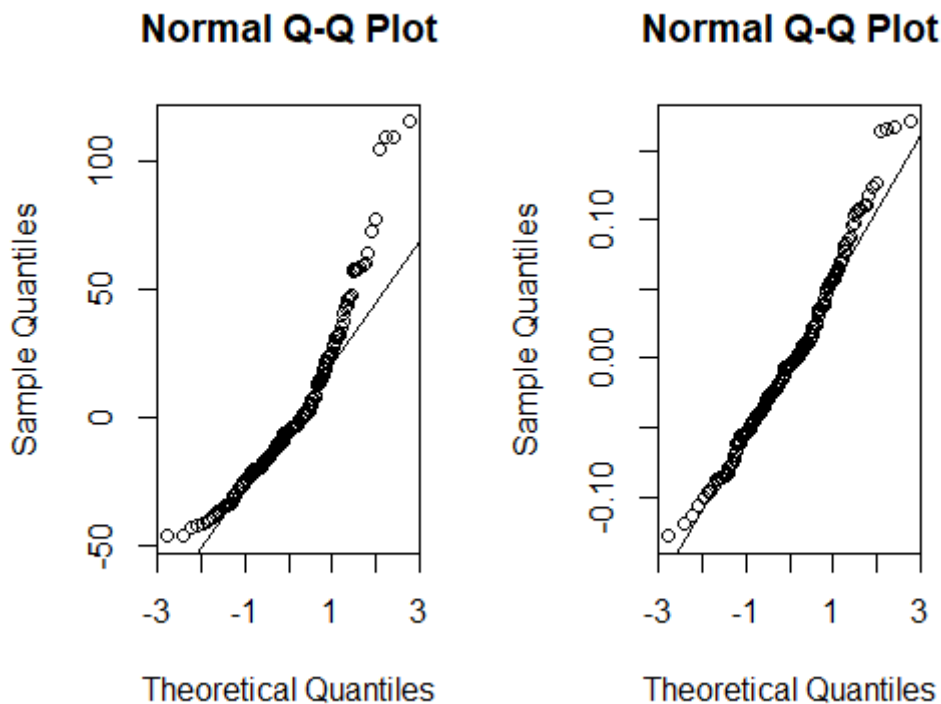 Normal Q-Q Plot
Sample Quantiles
100
50
0
-50
-3
-1
1
3
Theoretical Quantiles
Normal Q-Q Plot
Sample Quantiles
0.10
0.00
-0.10
-3
-1
1
3
Theoretical Quantiles